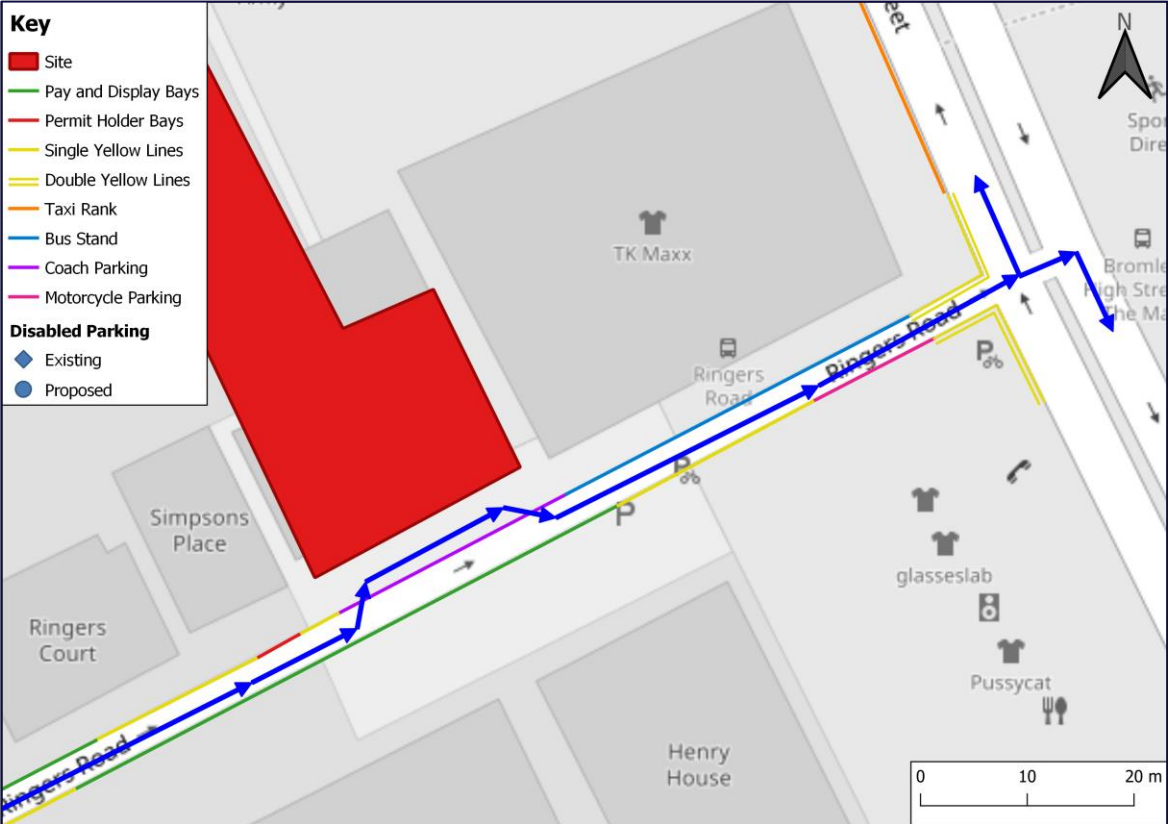 Key
Site
Pay and Display Bays
Permit Holder Bays
Single Yellow Lines
Double Yellow Lines
Taxi Rank
Bus Stand
Coach Parking
Motorcycle Parking
Disabled Parking
Existing
Proposed
N
TK Maxx
Ringers
Road
Ringers Road
P
P
P
Simpsons
Place
Ringers
Court
Ringers Road
glasseslab
Pussycat
Henry
House
0 10 20 m